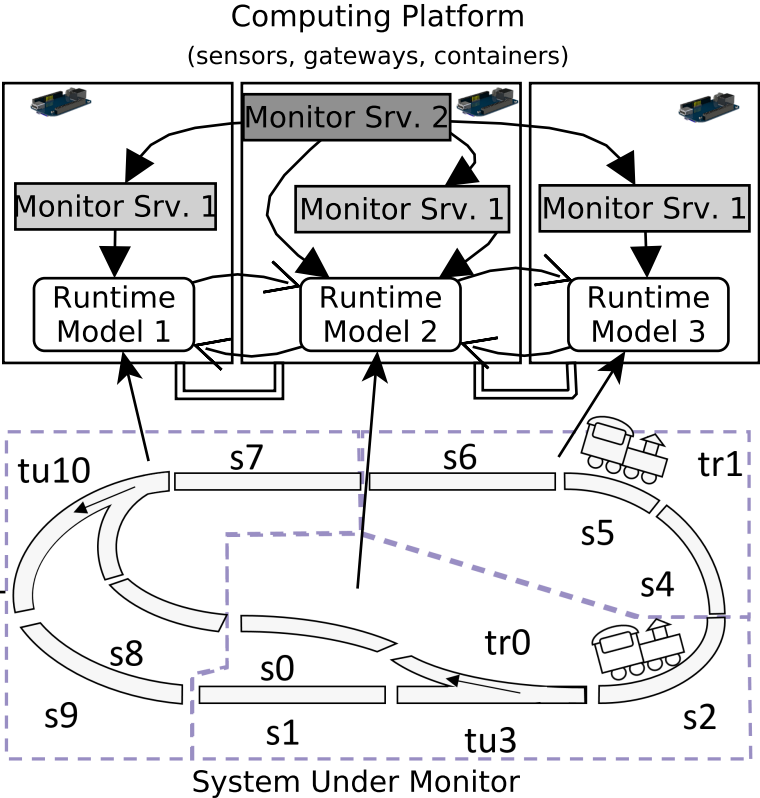 Computing Platform
(sensors, gateways, containers)
Monitor Srv. 2
Monitor Srv. 1
Monitor Srv. 1
Monitor Srv. 1
Runtime
Model 1
Runtime
Model 2
Runtime
Model 3
tu10
s7
s6
tr1
s5
s4
s8
s0
tr0
s9
s1
tu3
s2
System Under Monitor